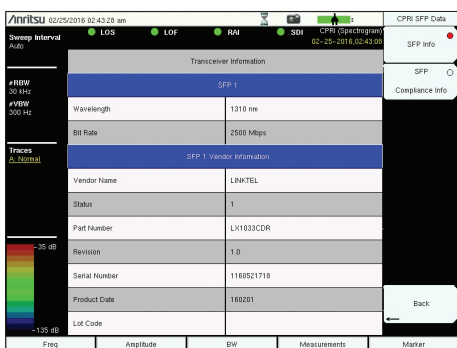 Anritsu 02/25/2016 02:43:28 am
CPRI SFP Data
Sweep Interval
Auto
LOS
LOF
RAI
SDI
CPRI (Spectrogram)
02-25-2016,02:43:08
SFP Info
Transceiver Information
SFP
Compliance Info
#RBW
30 kHz
SFP 1
#VBW
300 Hz
Wavelength
1310 nm
Bit Rate
2500 Mbps
Traces
A: Normal
SFP 1 Vendor Information
Vendor Name
LINKTEL
Status
1
Part Number
LX1033CDR
-35 dB
Revision
1.0
Serial Number
1160521718
Product Date
160201
Back
Lot Code
-135 dB
Freq
Amplitude
BW
Measurements
Marker